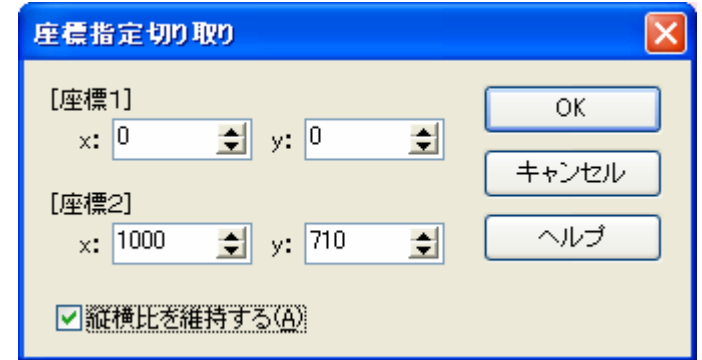 座標指定切り取り
[座標1]
x: 0 y: 0
OK
キャンセル
[座標2]
x: 1000 y: 710
ヘルプ
縦横比を維持する(A)